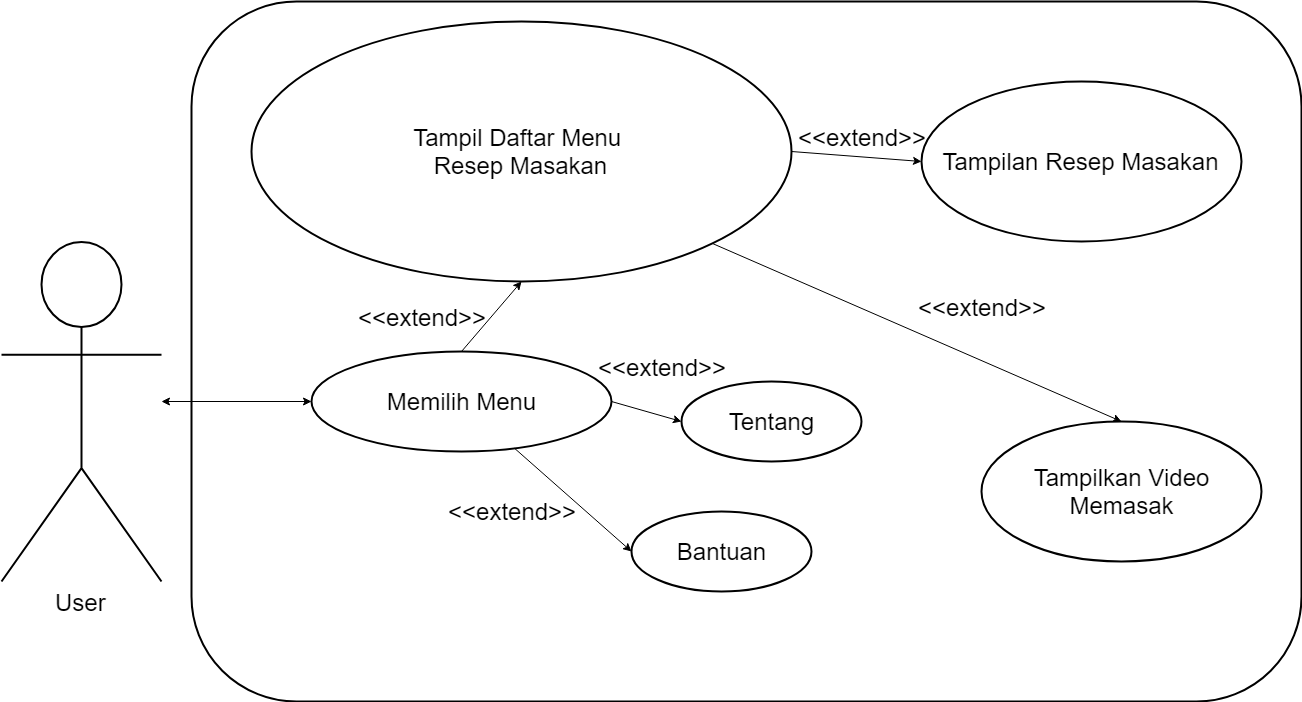 Tampil Daftar Menu
Resep Masakan
<<extend>>
Tampilan Resep Masakan
<<extend>>
<<extend>>
<<extend>>
Memilih Menu
Tentang
Tampilkan Video
Memasak
<<extend>>
Bantuan
User